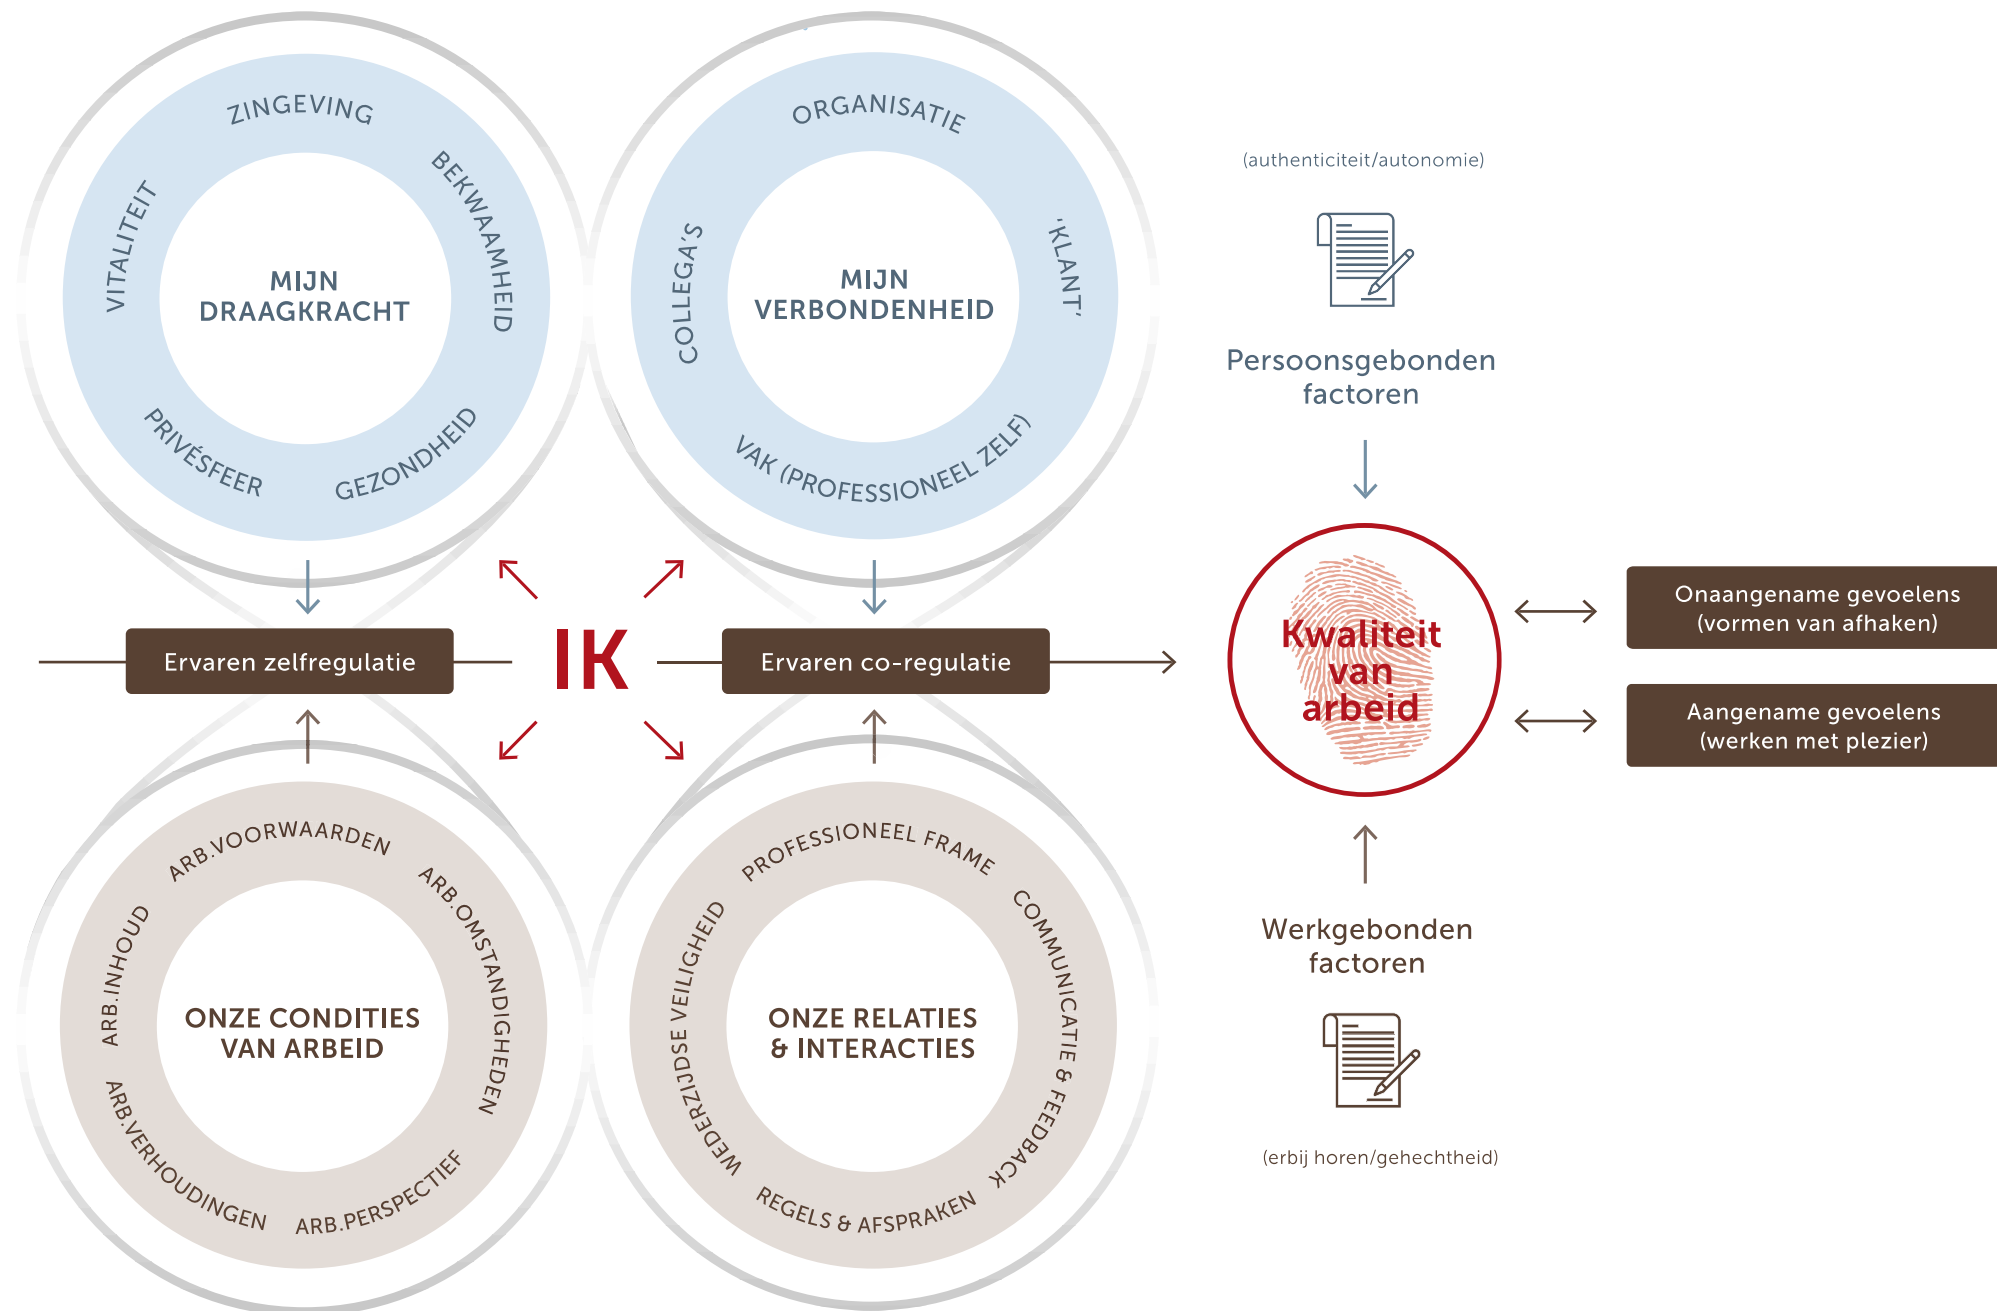 ZINGEVING
BEKWAAMHEID
VITALITEIT
PRIVÉSFEER
GEZONDHEID
MIJN
DRAAGKRACHT
ORGANISATIE
'KLANT'
COLLEGA'S
VAK (PROFESSIONEEL ZELF)
MIJN
VERBONDENHEID
(authenticiteit/autonomie)
Persoonsgebonden
factoren
Ervaren zelfregulatie
IK
Ervaren co-regulatie
Kwaliteit
van
arbeid
Onaangename gevoelens
(vormen van afhaken)
Aangename gevoelens
(werken met plezier)
ARB.VOORWAARDEN
ARB.OMSTANDIGHEDEN
ARB.INHOUD
ARB.VERHOUDINGEN
ARB.PERSPECTIEF
ONZE CONDITIES
VAN ARBEID
PROFESSIONEEL FRAME
COMMUNICATIE & FEEDBACK
WEDERZIJDSE VEILIGHEID
REGELS & AFSPRAKEN
ONZE RELATIES
& INTERACTIES
Werkgebonden
factoren
(erbij horen/gehechtheid)